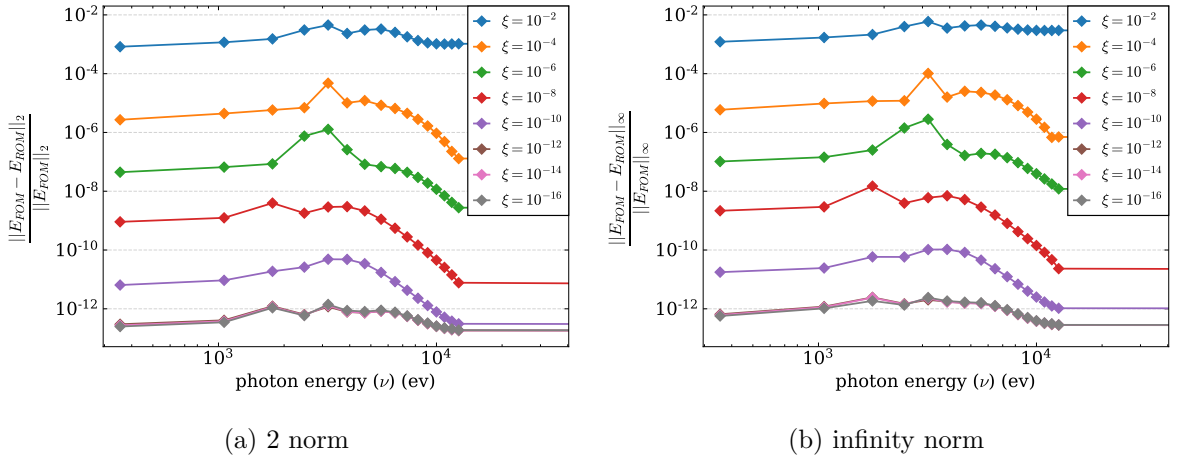 ||E_FOM − E_ROM||_2
||E_FOM||_2
10^−2
10^−4
10^−6
10^−8
10^−10
10^−12
10^3
10^4
photon energy (ν) (ev)
ξ = 10^−2
ξ = 10^−4
ξ = 10^−6
ξ = 10^−8
ξ = 10^−10
ξ = 10^−12
ξ = 10^−14
ξ = 10^−16
(a) 2 norm
||E_FOM − E_ROM||_∞
||E_FOM||_∞
10^−2
10^−4
10^−6
10^−8
10^−10
10^−12
10^3
10^4
photon energy (ν) (ev)
ξ = 10^−2
ξ = 10^−4
ξ = 10^−6
ξ = 10^−8
ξ = 10^−10
ξ = 10^−12
ξ = 10^−14
ξ = 10^−16
(b) infinity norm